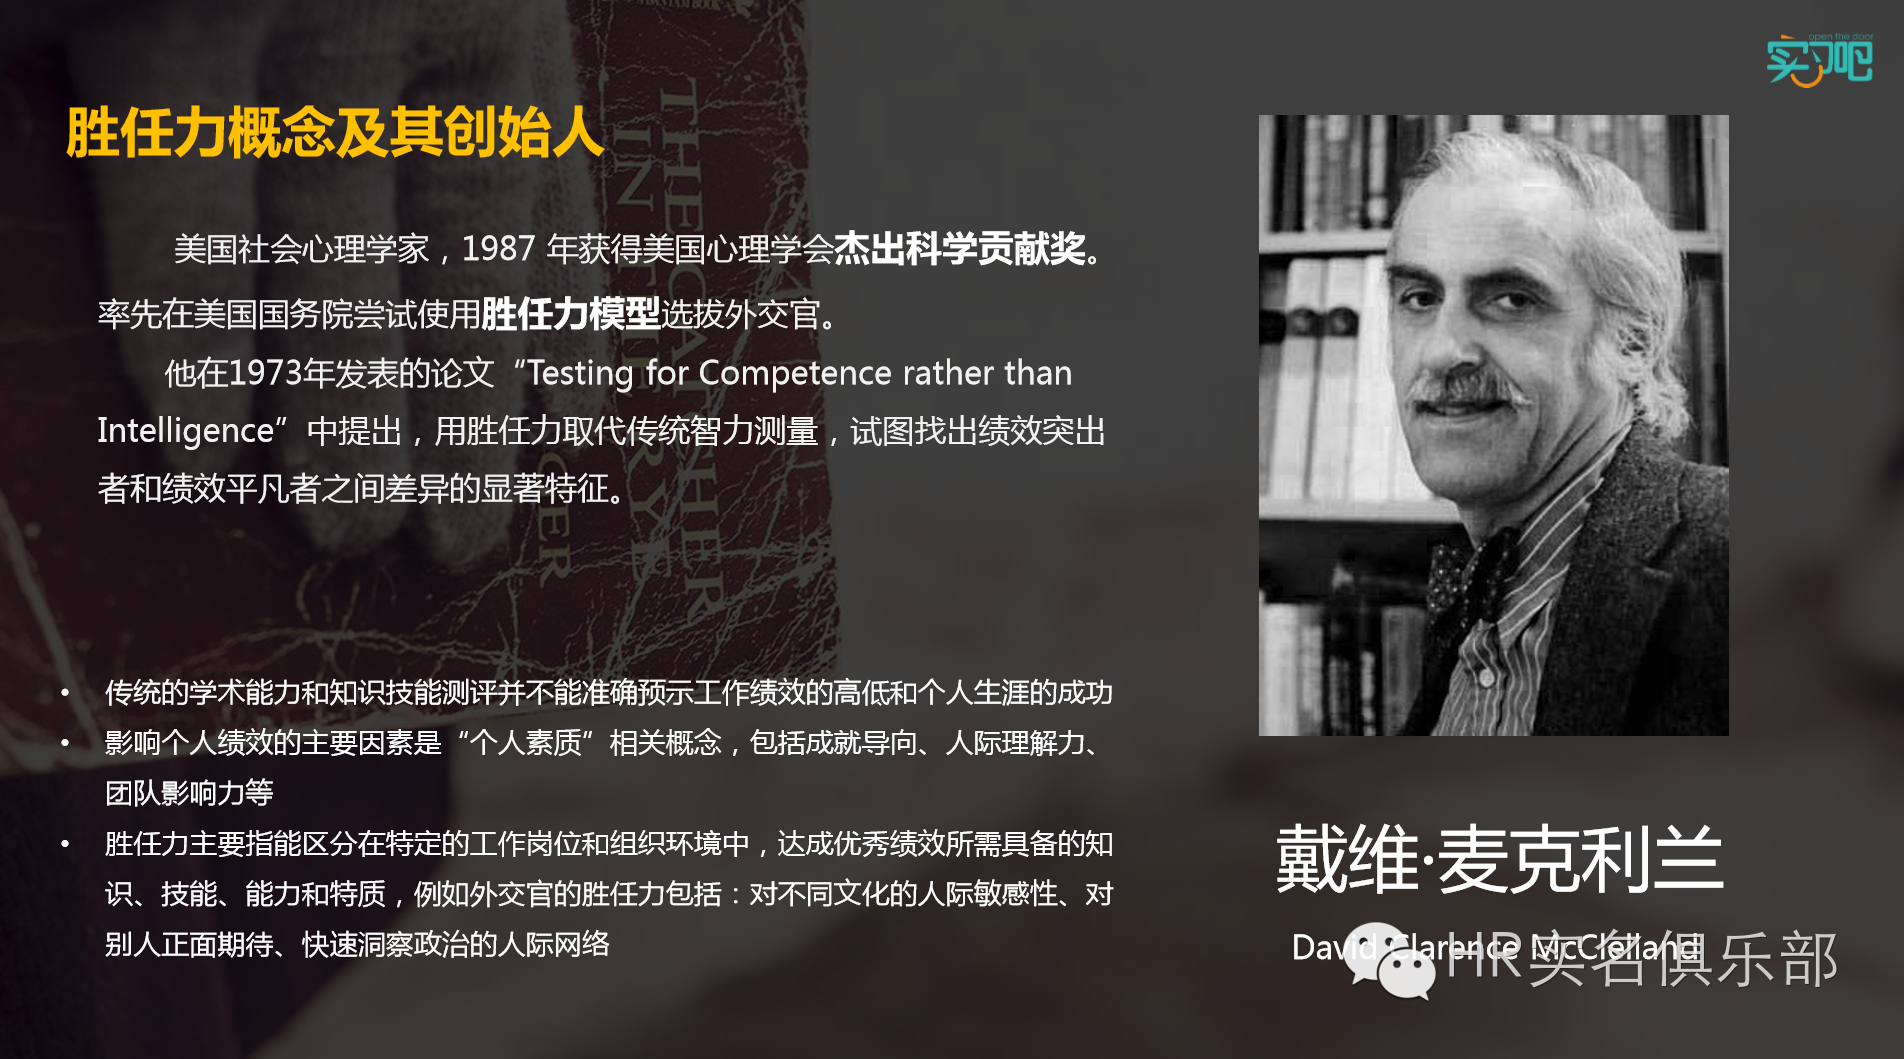 open the door
实习吧
胜任力概念及其创始人
美国社会心理学家，1987 年获得美国心理学会杰出科学贡献奖。
率先在美国国务院尝试使用胜任力模型选拔外交官。
他在1973年发表的论文“Testing for Competence rather than
Intelligence”中提出，用胜任力取代传统智力测量，试图找出绩效突出
者和绩效平凡者之间差异的显著特征。
• 传统的学术能力和知识技能测评并不能准确预示工作绩效的高低和个人生涯的成功
• 影响个人绩效的主要因素是“个人素质”相关概念，包括成就导向、人际理解力、
团队影响力等
• 胜任力主要指能区分在特定的工作岗位和组织环境中，达成优秀绩效所需具备的知
识、技能、能力和特质，例如外交官的胜任力包括：对不同文化的人际敏感性、对
别人正面期待、快速洞察政治的人际网络
戴维·麦克利兰
David Clarence McClelland
HR实名俱乐部
THE CATCHER
IN THE RYE